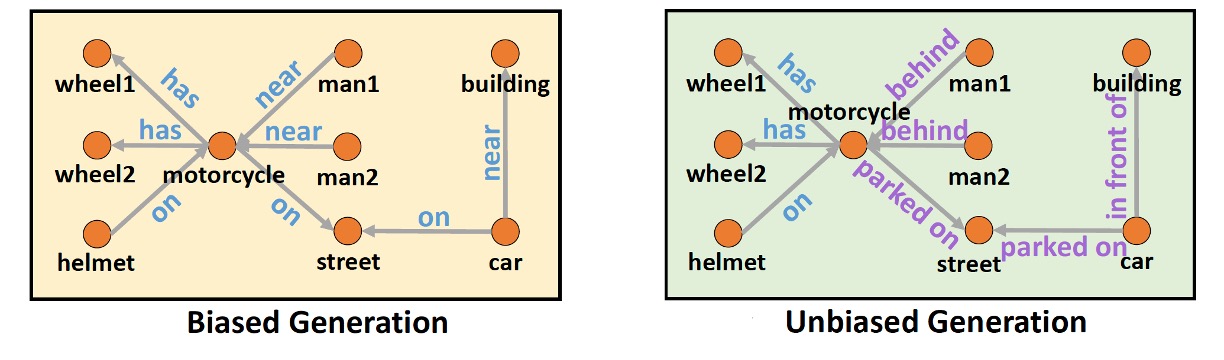 has
near
wheel1
man1
building
has
near
near
wheel2
motorcycle
man2
on
on
on
helmet
street
car
Biased Generation
has
behind
wheel1
man1
building
motorcycle
has
behind
in front of
wheel2
man2
on
parked on
parked on
helmet
street
car
Unbiased Generation